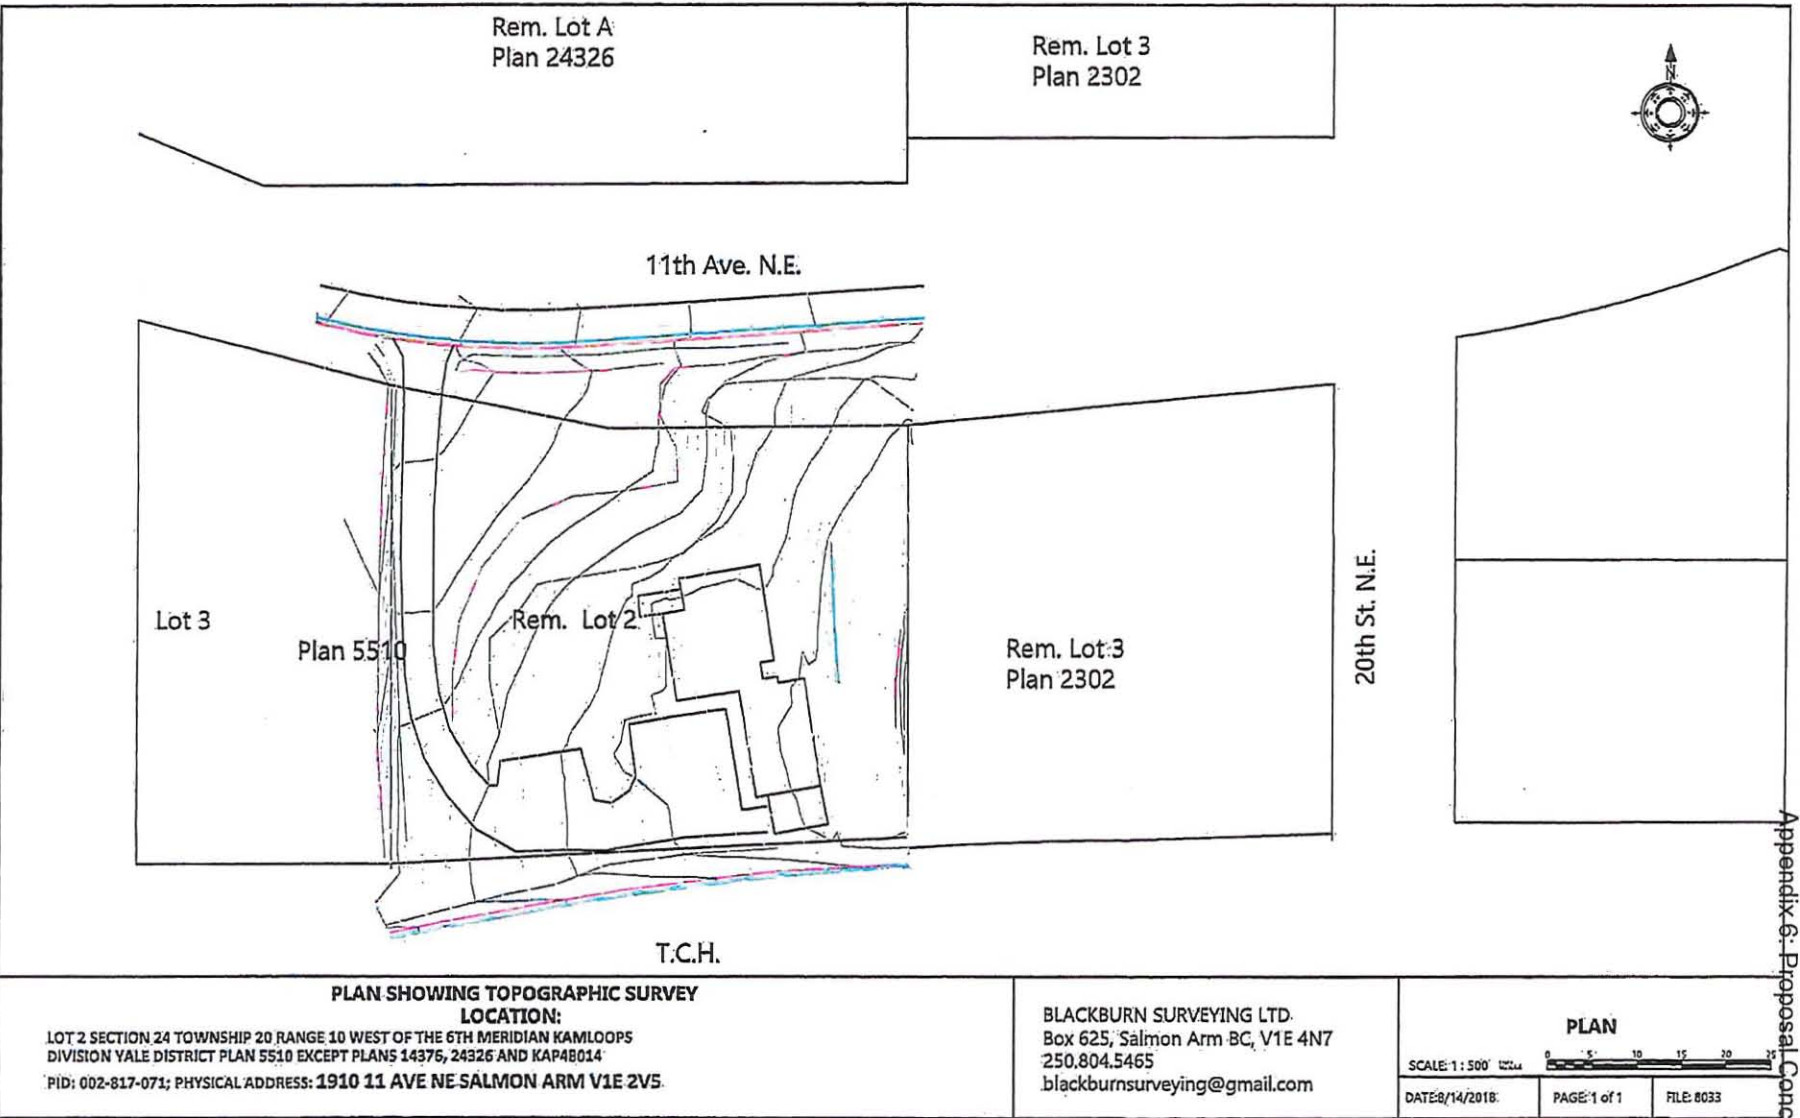 Rem. Lot A
Plan 24326
Rem. Lot 3
Plan 2302
N
11th Ave. N.E.
Lot 3
Plan 5510
Rem. Lot 2
Rem. Lot 3
Plan 2302
20th St. N.E.
T.C.H.
Appendix 6: Proposal Conc
PLAN SHOWING TOPOGRAPHIC SURVEY
LOCATION:
LOT 2 SECTION 24 TOWNSHIP 20 RANGE 10 WEST OF THE 6TH MERIDIAN KAMLOOPS
DIVISION YALE DISTRICT PLAN 5510 EXCEPT PLANS 14376, 24326 AND KAP48014
PID: 002-817-071; PHYSICAL ADDRESS: 1910 11 AVE NE SALMON ARM V1E 2V5
BLACKBURN SURVEYING LTD.
Box 625, Salmon Arm BC, V1E 4N7
250.804.5465
blackburnsurveying@gmail.com
PLAN
SCALE: 1 : 500
0 5 10 15 20 25
DATE:8/14/2018
PAGE: 1 of 1
FILE: 8033